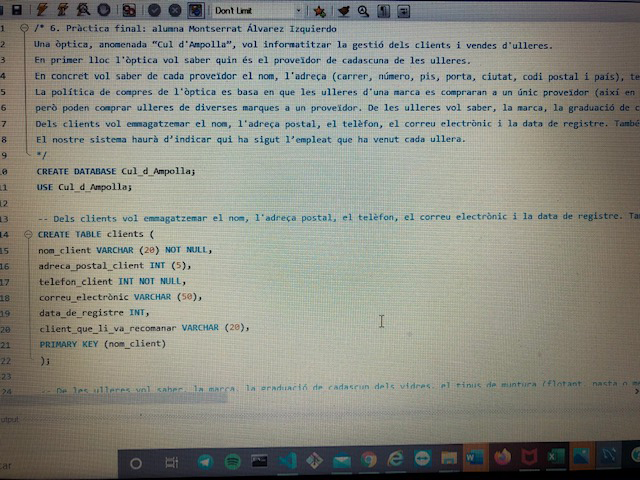 Don't Limit
1 /* 6. Pràctica final: alumna Montserrat Álvarez Izquierdo
2 Una òptica, anomenada “Cul d'Ampolla”, vol informatitzar la gestió dels clients i vendes d'ulleres.
3 En primer lloc l'òptica vol saber quin és el proveïdor de cadascuna de les ulleres.
4 En concret vol saber de cada proveïdor el nom, l'adreça (carrer, número, pis, porta, ciutat, codi postal i país), te
5 La política de compres de l'òptica es basa en que les ulleres d'una marca es compraran a un únic proveïdor (així en
6 però poden comprar ulleres de diverses marques a un proveïdor. De les ulleres vol saber, la marca, la graduació de c
7 Dels clients vol emmagatzemar el nom, l'adreça postal, el telèfon, el correu electrònic i la data de registre. També
8 El nostre sistema haurà d'indicar qui ha sigut l'empleat que ha venut cada ullera.
9 */
10 CREATE DATABASE Cul_d_Ampolla;
11 USE Cul_d_Ampolla;
12
13 -- Dels clients vol emmagatzemar el nom, l'adreça postal, el telèfon, el correu electrònic i la data de registre. Tam
14 CREATE TABLE clients (
15 nom_client VARCHAR (20) NOT NULL,
16 adreca_postal_client INT (5),
17 telefon_client INT NOT NULL,
18 correu_electrònic VARCHAR (50),
19 data_de_registre INT,
20 client_que_li_va_recomanar VARCHAR (20),
21 PRIMARY KEY (nom_client)
22 );
23
24 -- De les ulleres vol saber, la marca, la graduació de cadascun dels vidres, el tipus de muntura (flotant, pasta o me
utput
car